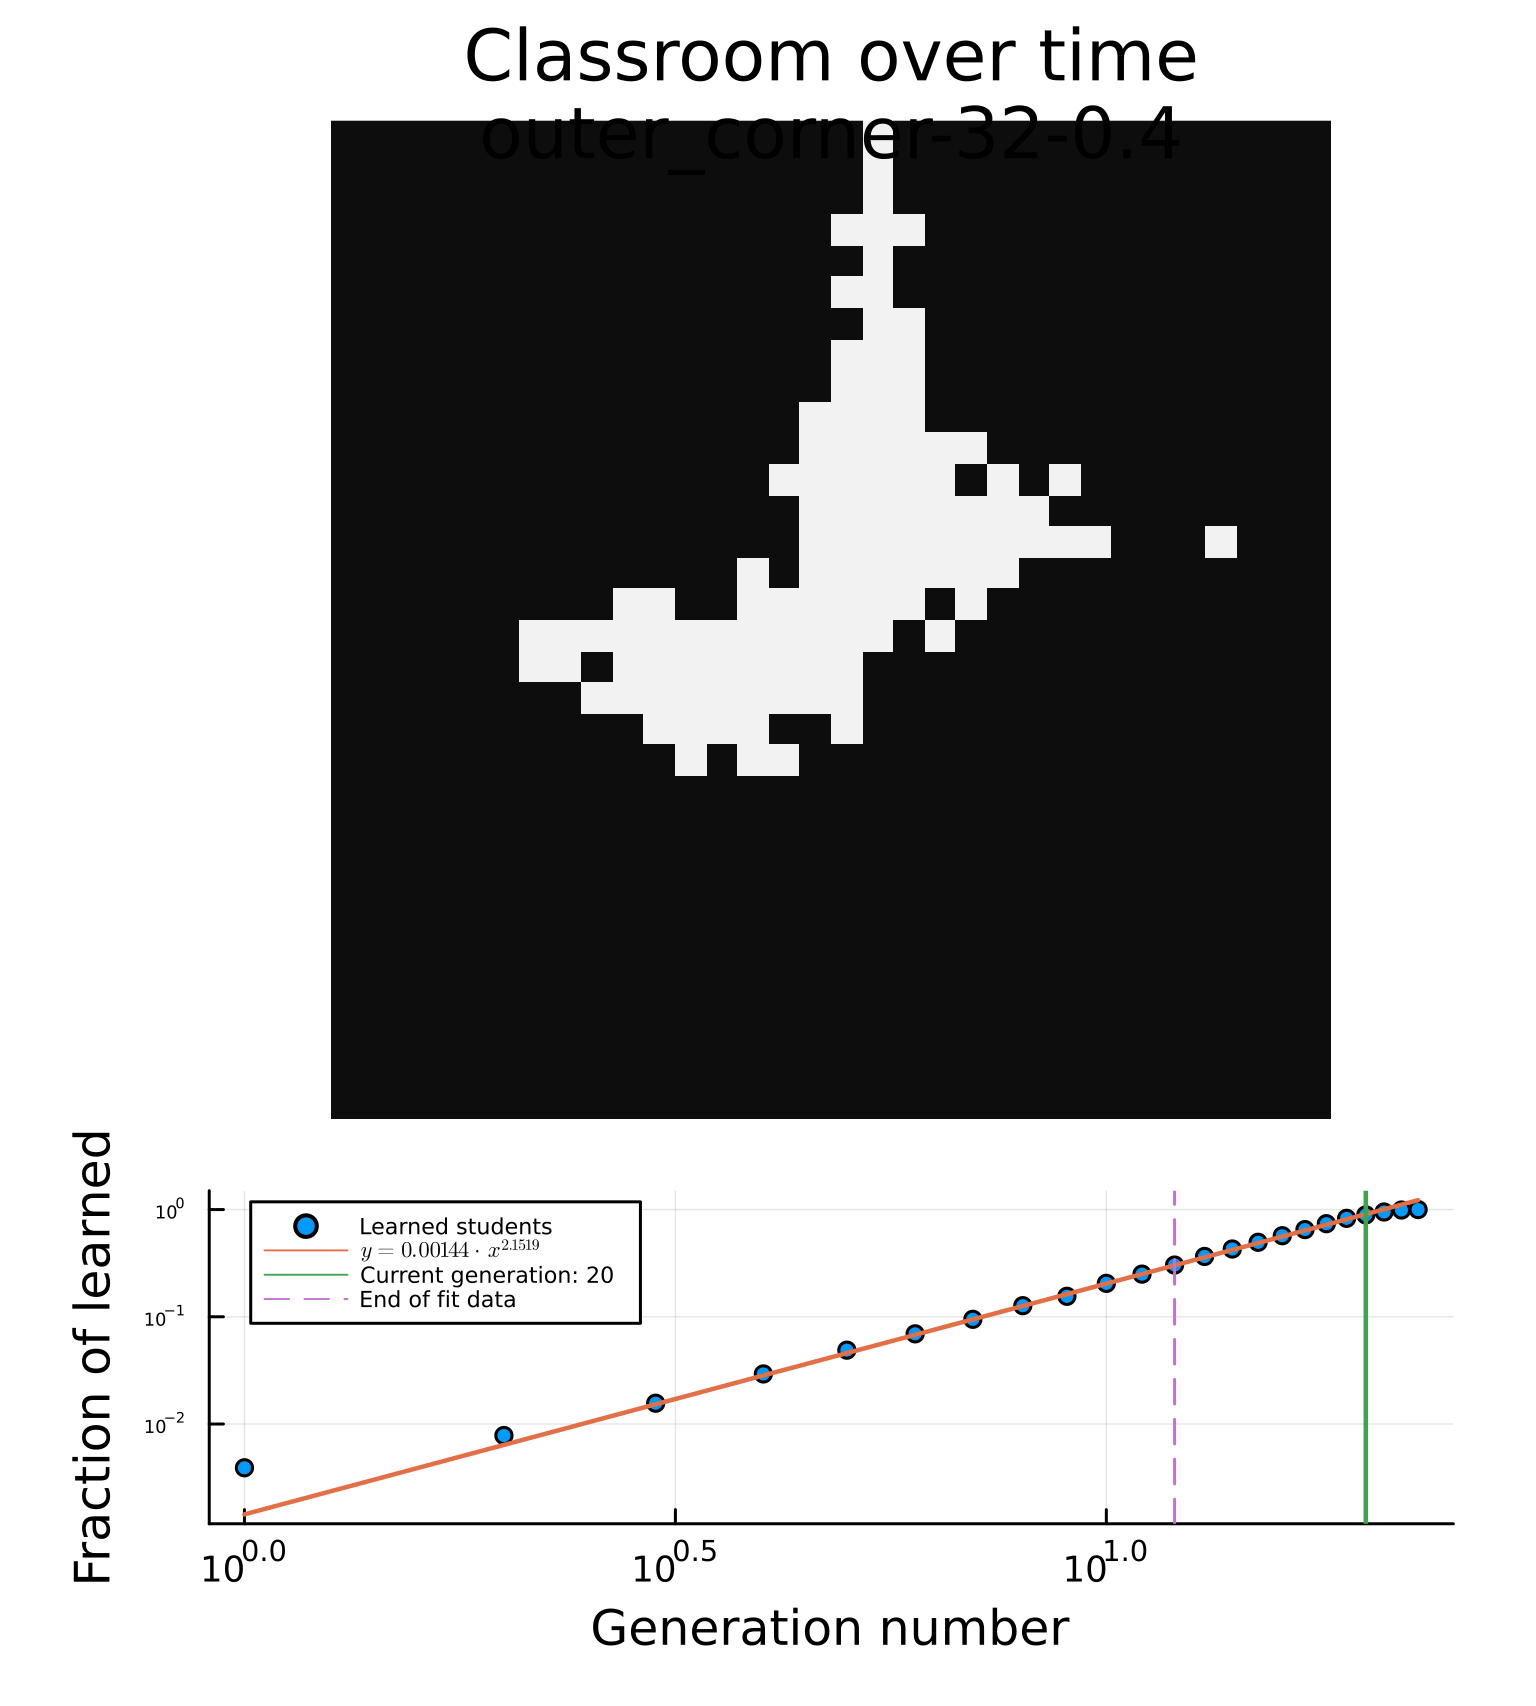 Classroom over time
outer_corner-32-0.4
Fraction of learned
10^0
10^−1
10^−2
Learned students
y = 0.00144 · x^2.1519
Current generation: 20
End of fit data
10^0.0
10^0.5
10^1.0
Generation number